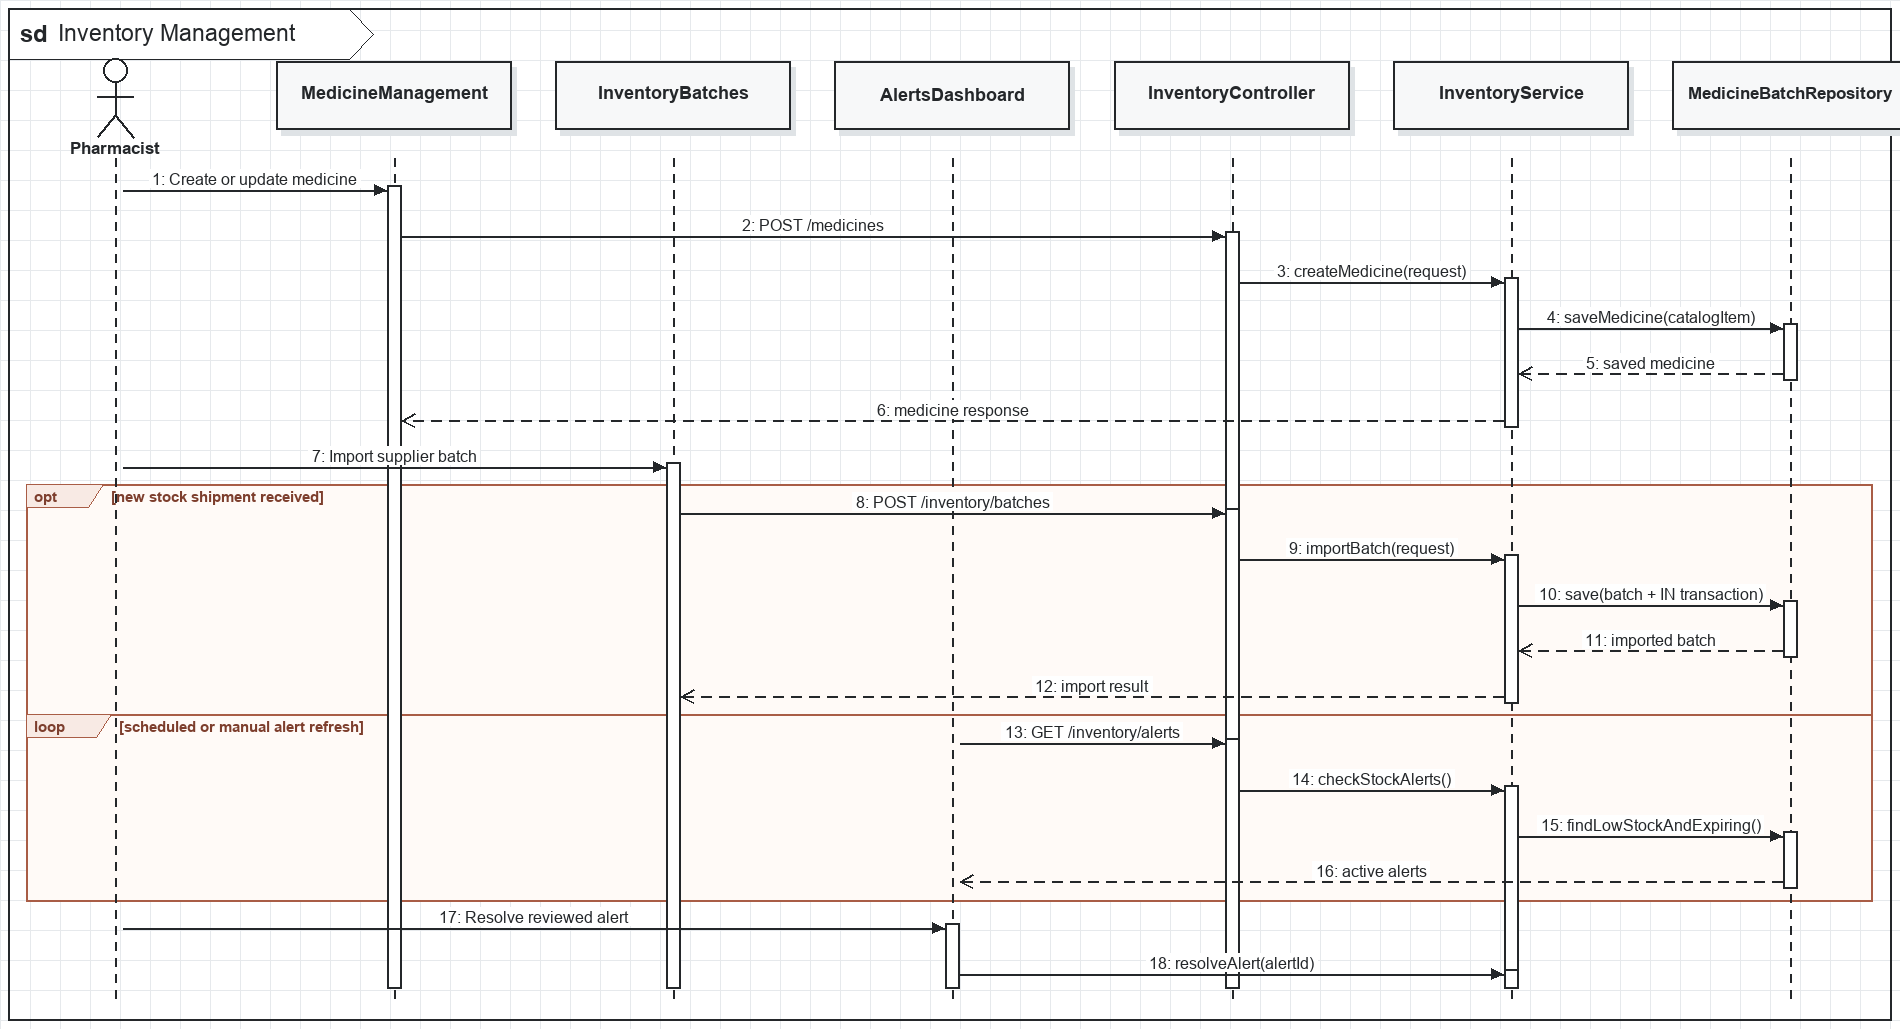 sd Inventory Management
Pharmacist
MedicineManagement
InventoryBatches
AlertsDashboard
InventoryController
InventoryService
MedicineBatchRepository
1: Create or update medicine
2: POST /medicines
3: createMedicine(request)
4: saveMedicine(catalogItem)
5: saved medicine
6: medicine response
7: Import supplier batch
opt [new stock shipment received]
8: POST /inventory/batches
9: importBatch(request)
10: save(batch + IN transaction)
11: imported batch
12: import result
loop [scheduled or manual alert refresh]
13: GET /inventory/alerts
14: checkStockAlerts()
15: findLowStockAndExpiring()
16: active alerts
17: Resolve reviewed alert
18: resolveAlert(alertId)